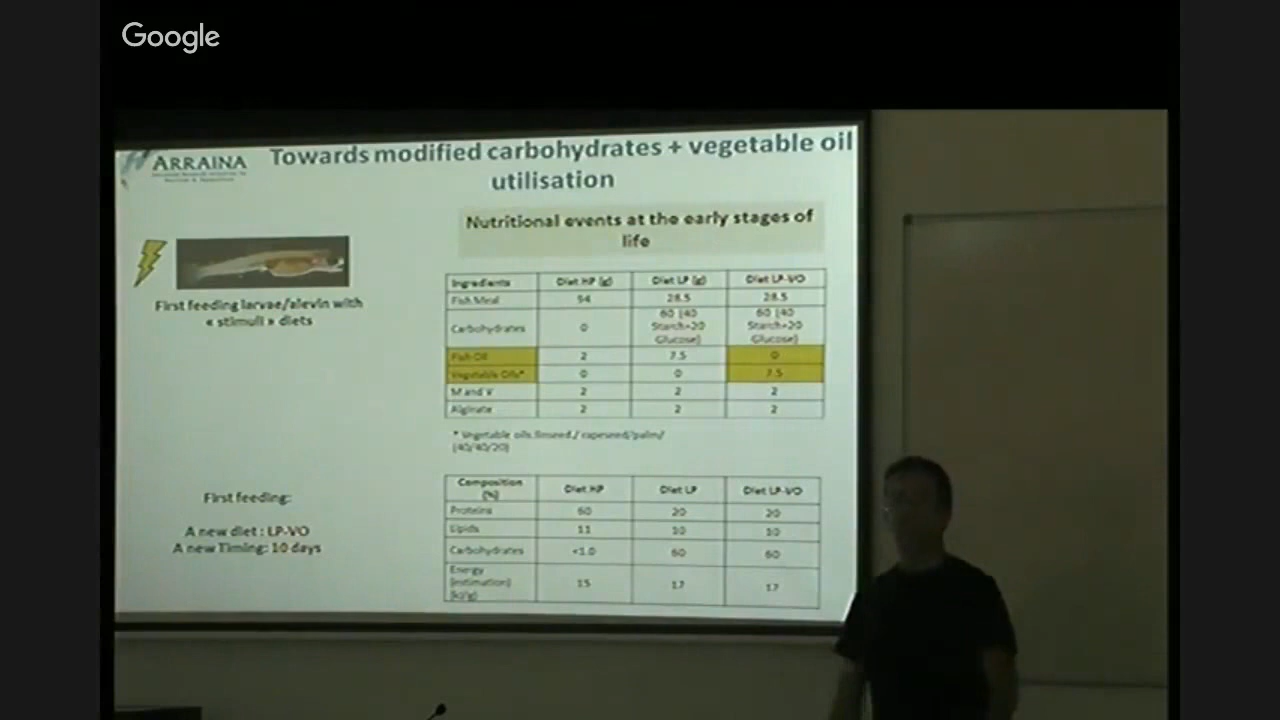 Google
ARRAINA
Towards modified carbohydrates + vegetable oil
utilisation
Nutritional events at the early stages of
life
First feeding larvae/alevin with
« stimuli » diets
Ingredients Diet HP (g) Diet LP (g) Diet LP-VO
Fish Meal 94 28.5 28.5
Carbohydrates 0 60 (40 Starch+20 Glucose) 60 (40 Starch+20 Glucose)
Fish Oil 2 7.5 0
Vegetable Oils* 0 0 7.5
M and V 2 2 2
Alginate 2 2 2
* Vegetable oils linseed / rapeseed/palm/
(40/40/20)
First feeding:
A new diet : LP-VO
A new Timing: 10 days
Composition (%) Diet HP Diet LP Diet LP-VO
Proteins 60 20 20
Lipids 11 10 10
Carbohydrates <1.0 60 60
Energy (estimation) (kJ/g) 15 17 17